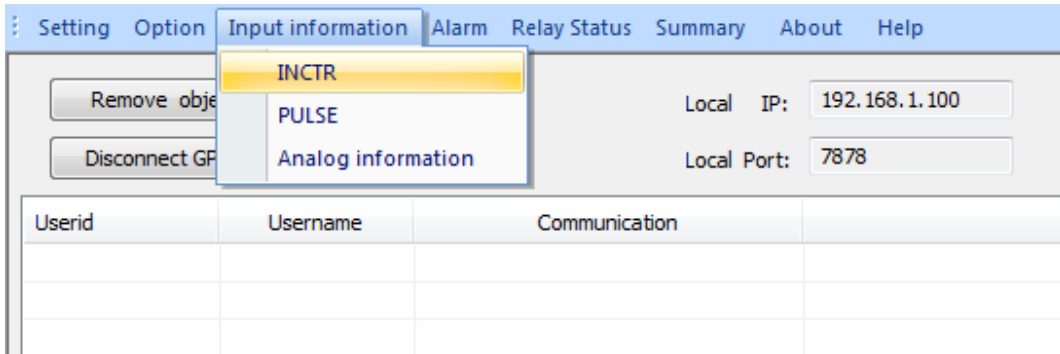 Setting Option Input information Alarm Relay Status Summary About Help
INCTR
PULSE
Analog information
Remove obje
Disconnect GP
Local IP: 192.168.1.100
Local Port: 7878
Userid Username Communication